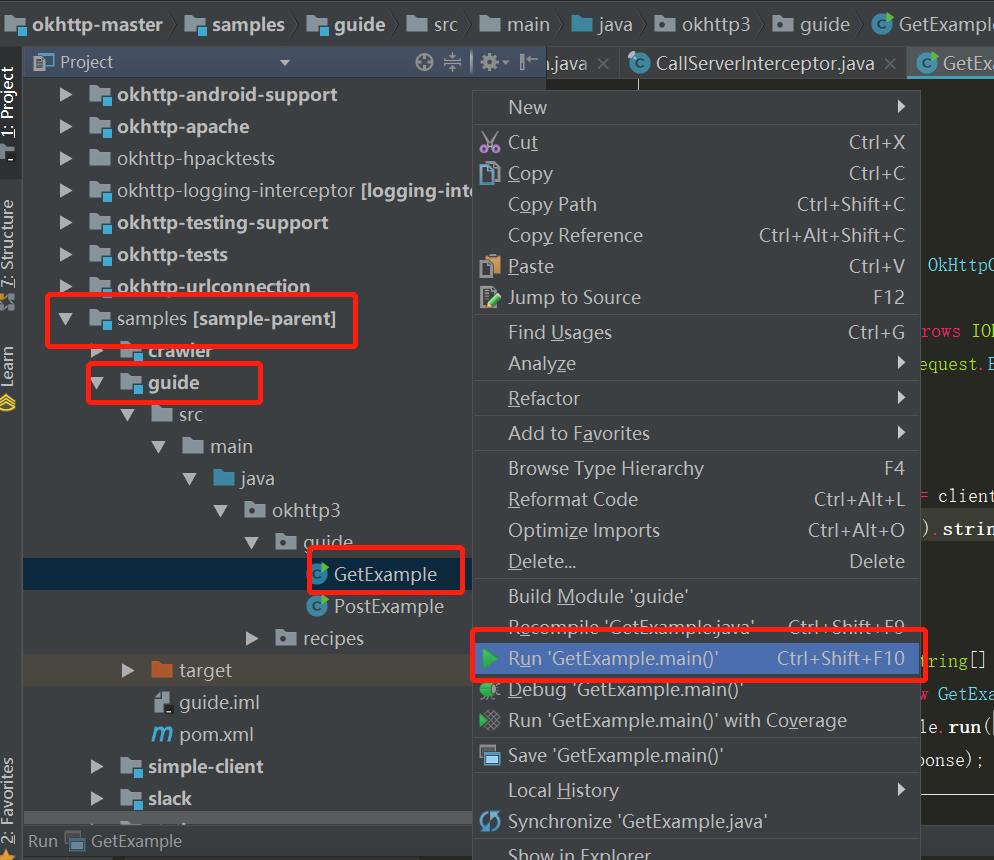 okhttp-master samples guide src main java okhttp3 guide GetExample
Project
.java CallServerInterceptor.java GetExa
1: Project
7: Structure
Learn
2: Favorites
okhttp-android-support
okhttp-apache
okhttp-hpacktests
okhttp-logging-interceptor [logging-inte
okhttp-testing-support
okhttp-tests
okhttp-urlconnection
samples [sample-parent]
crawler
guide
src
main
java
okhttp3
guide
GetExample
PostExample
recipes
target
guide.iml
pom.xml
simple-client
slack
Run GetExample
New
Cut Ctrl+X
Copy Ctrl+C
Copy Path Ctrl+Shift+C
Copy Reference Ctrl+Alt+Shift+C
Paste Ctrl+V
Jump to Source F12
Find Usages Ctrl+G
Analyze
Refactor
Add to Favorites
Browse Type Hierarchy F4
Reformat Code Ctrl+Alt+L
Optimize Imports Ctrl+Alt+O
Delete... Delete
Build Module 'guide'
Recompile 'GetExample.java' Ctrl+Shift+F9
Run 'GetExample.main()' Ctrl+Shift+F10
Debug 'GetExample.main()'
Run 'GetExample.main()' with Coverage
Save 'GetExample.main()'
Local History
Synchronize 'GetExample.java'
Show in Explorer
OkHttpC
rows IOE
equest.B
= client
).strin
tring[]
w GetExa
le.run(
ponse);